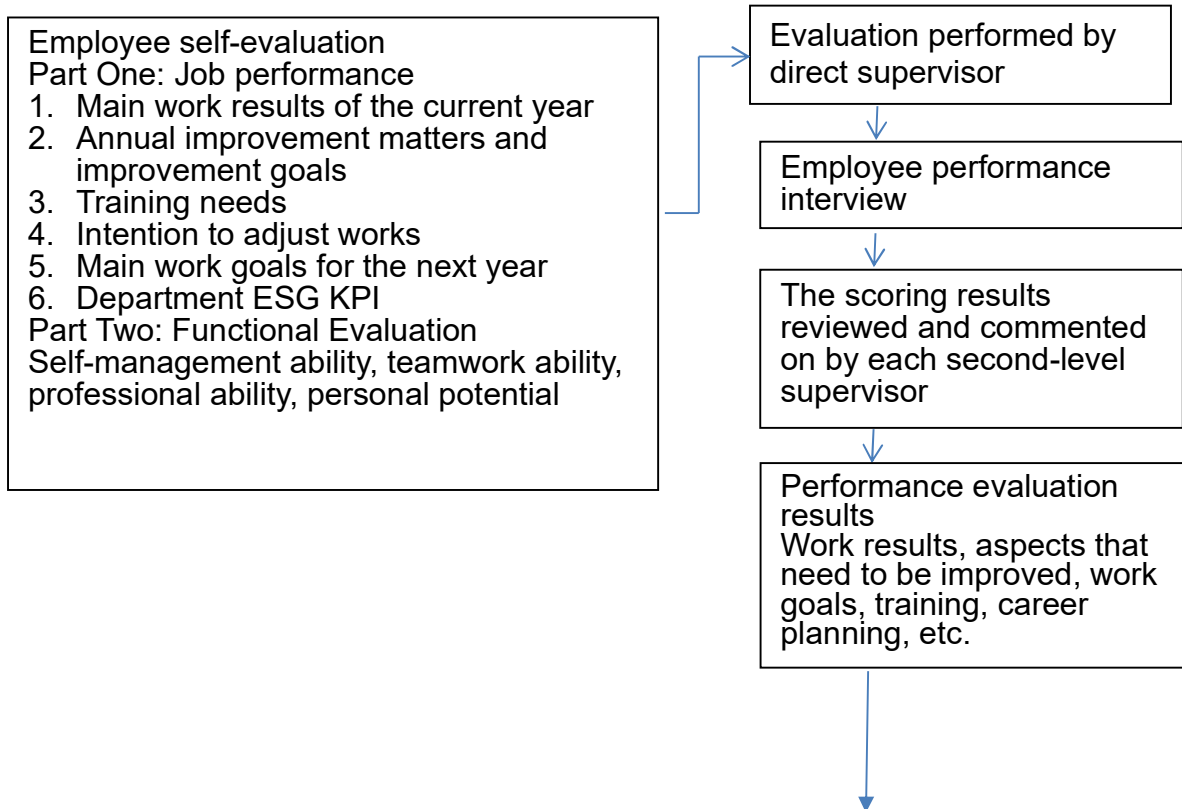 Employee self-evaluation
Part One: Job performance
1. Main work results of the current year
2. Annual improvement matters and
improvement goals
3. Training needs
4. Intention to adjust works
5. Main work goals for the next year
6. Department ESG KPI
Part Two: Functional Evaluation
Self-management ability, teamwork ability,
professional ability, personal potential
Evaluation performed by
direct supervisor
Employee performance
interview
The scoring results
reviewed and commented
on by each second-level
supervisor
Performance evaluation
results
Work results, aspects that
need to be improved, work
goals, training, career
planning, etc.